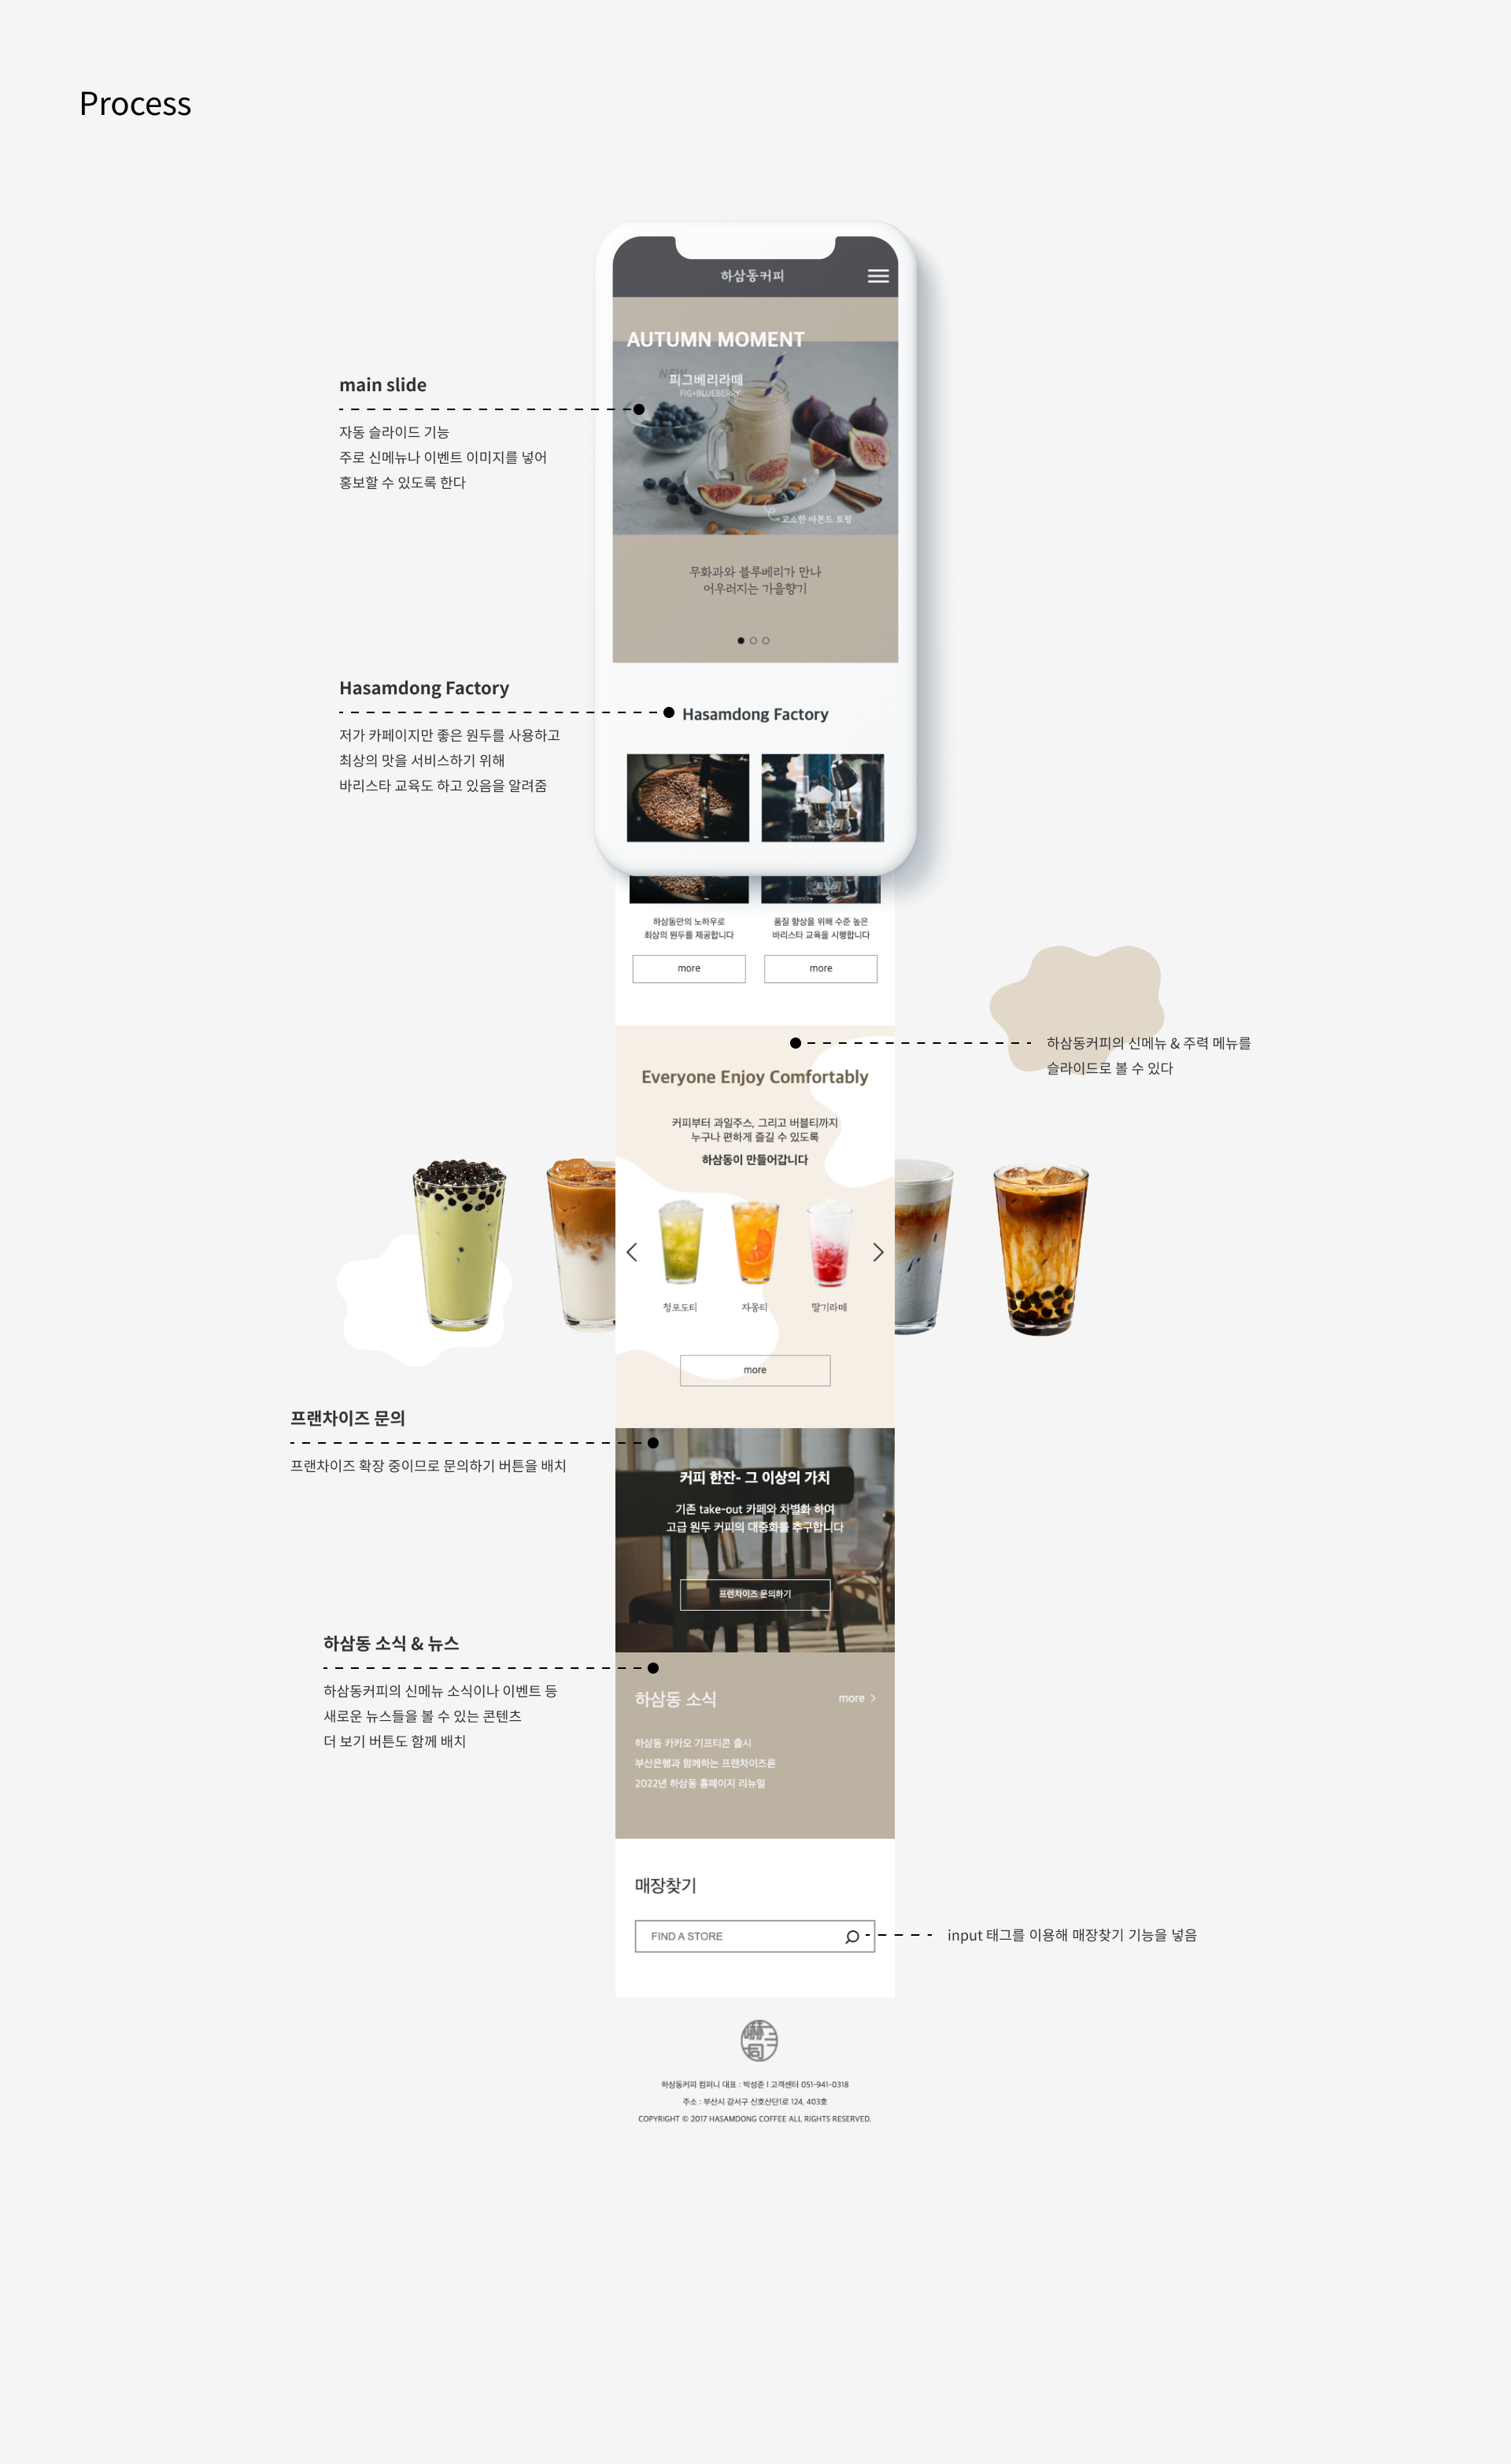 Process
하삼동커피
AUTUMN MOMENT
NEW
피그베리라떼
FIG+BLUEBERRY
main slide
자동 슬라이드 기능
주로 신메뉴나 이벤트 이미지를 넣어
홍보할 수 있도록 한다
고소한 아몬드 토핑
무화과와 블루베리가 만나
어우러지는 가을향기
Hasamdong Factory
저가 카페이지만 좋은 원두를 사용하고
최상의 맛을 서비스하기 위해
바리스타 교육도 하고 있음을 알려줌
Hasamdong Factory
하삼동만의 노하우로
최상의 원두를 제공합니다
more
품질 향상을 위해 수준 높은
바리스타 교육을 시행합니다
more
하삼동커피의 신메뉴 & 주력 메뉴를
슬라이드로 볼 수 있다
Everyone Enjoy Comfortably
커피부터 과일주스, 그리고 버블티까지
누구나 편하게 즐길 수 있도록
하삼동이 만들어갑니다
청포도티
자몽티
딸기라떼
more
프랜차이즈 문의
프랜차이즈 확장 중이므로 문의하기 버튼을 배치
커피 한잔- 그 이상의 가치
기존 take-out 카페와 차별화 하여
고급 원두 커피의 대중화를 추구합니다
프랜차이즈 문의하기
하삼동 소식 & 뉴스
하삼동커피의 신메뉴 소식이나 이벤트 등
새로운 뉴스들을 볼 수 있는 콘텐츠
더 보기 버튼도 함께 배치
하삼동 소식
more
하삼동 카카오 기프티콘 출시
부산은행과 함께하는 프랜차이즈론
2022년 하삼동 홈페이지 리뉴얼
매장찾기
FIND A STORE
input 태그를 이용해 매장찾기 기능을 넣음
하삼동커피 컴퍼니 대표 : 박성준 l 고객센터 051-941-0318
주소 : 부산시 강서구 신호산단1로 124, 403호
COPYRIGHT © 2017 HASAMDONG COFFEE ALL RIGHTS RESERVED.